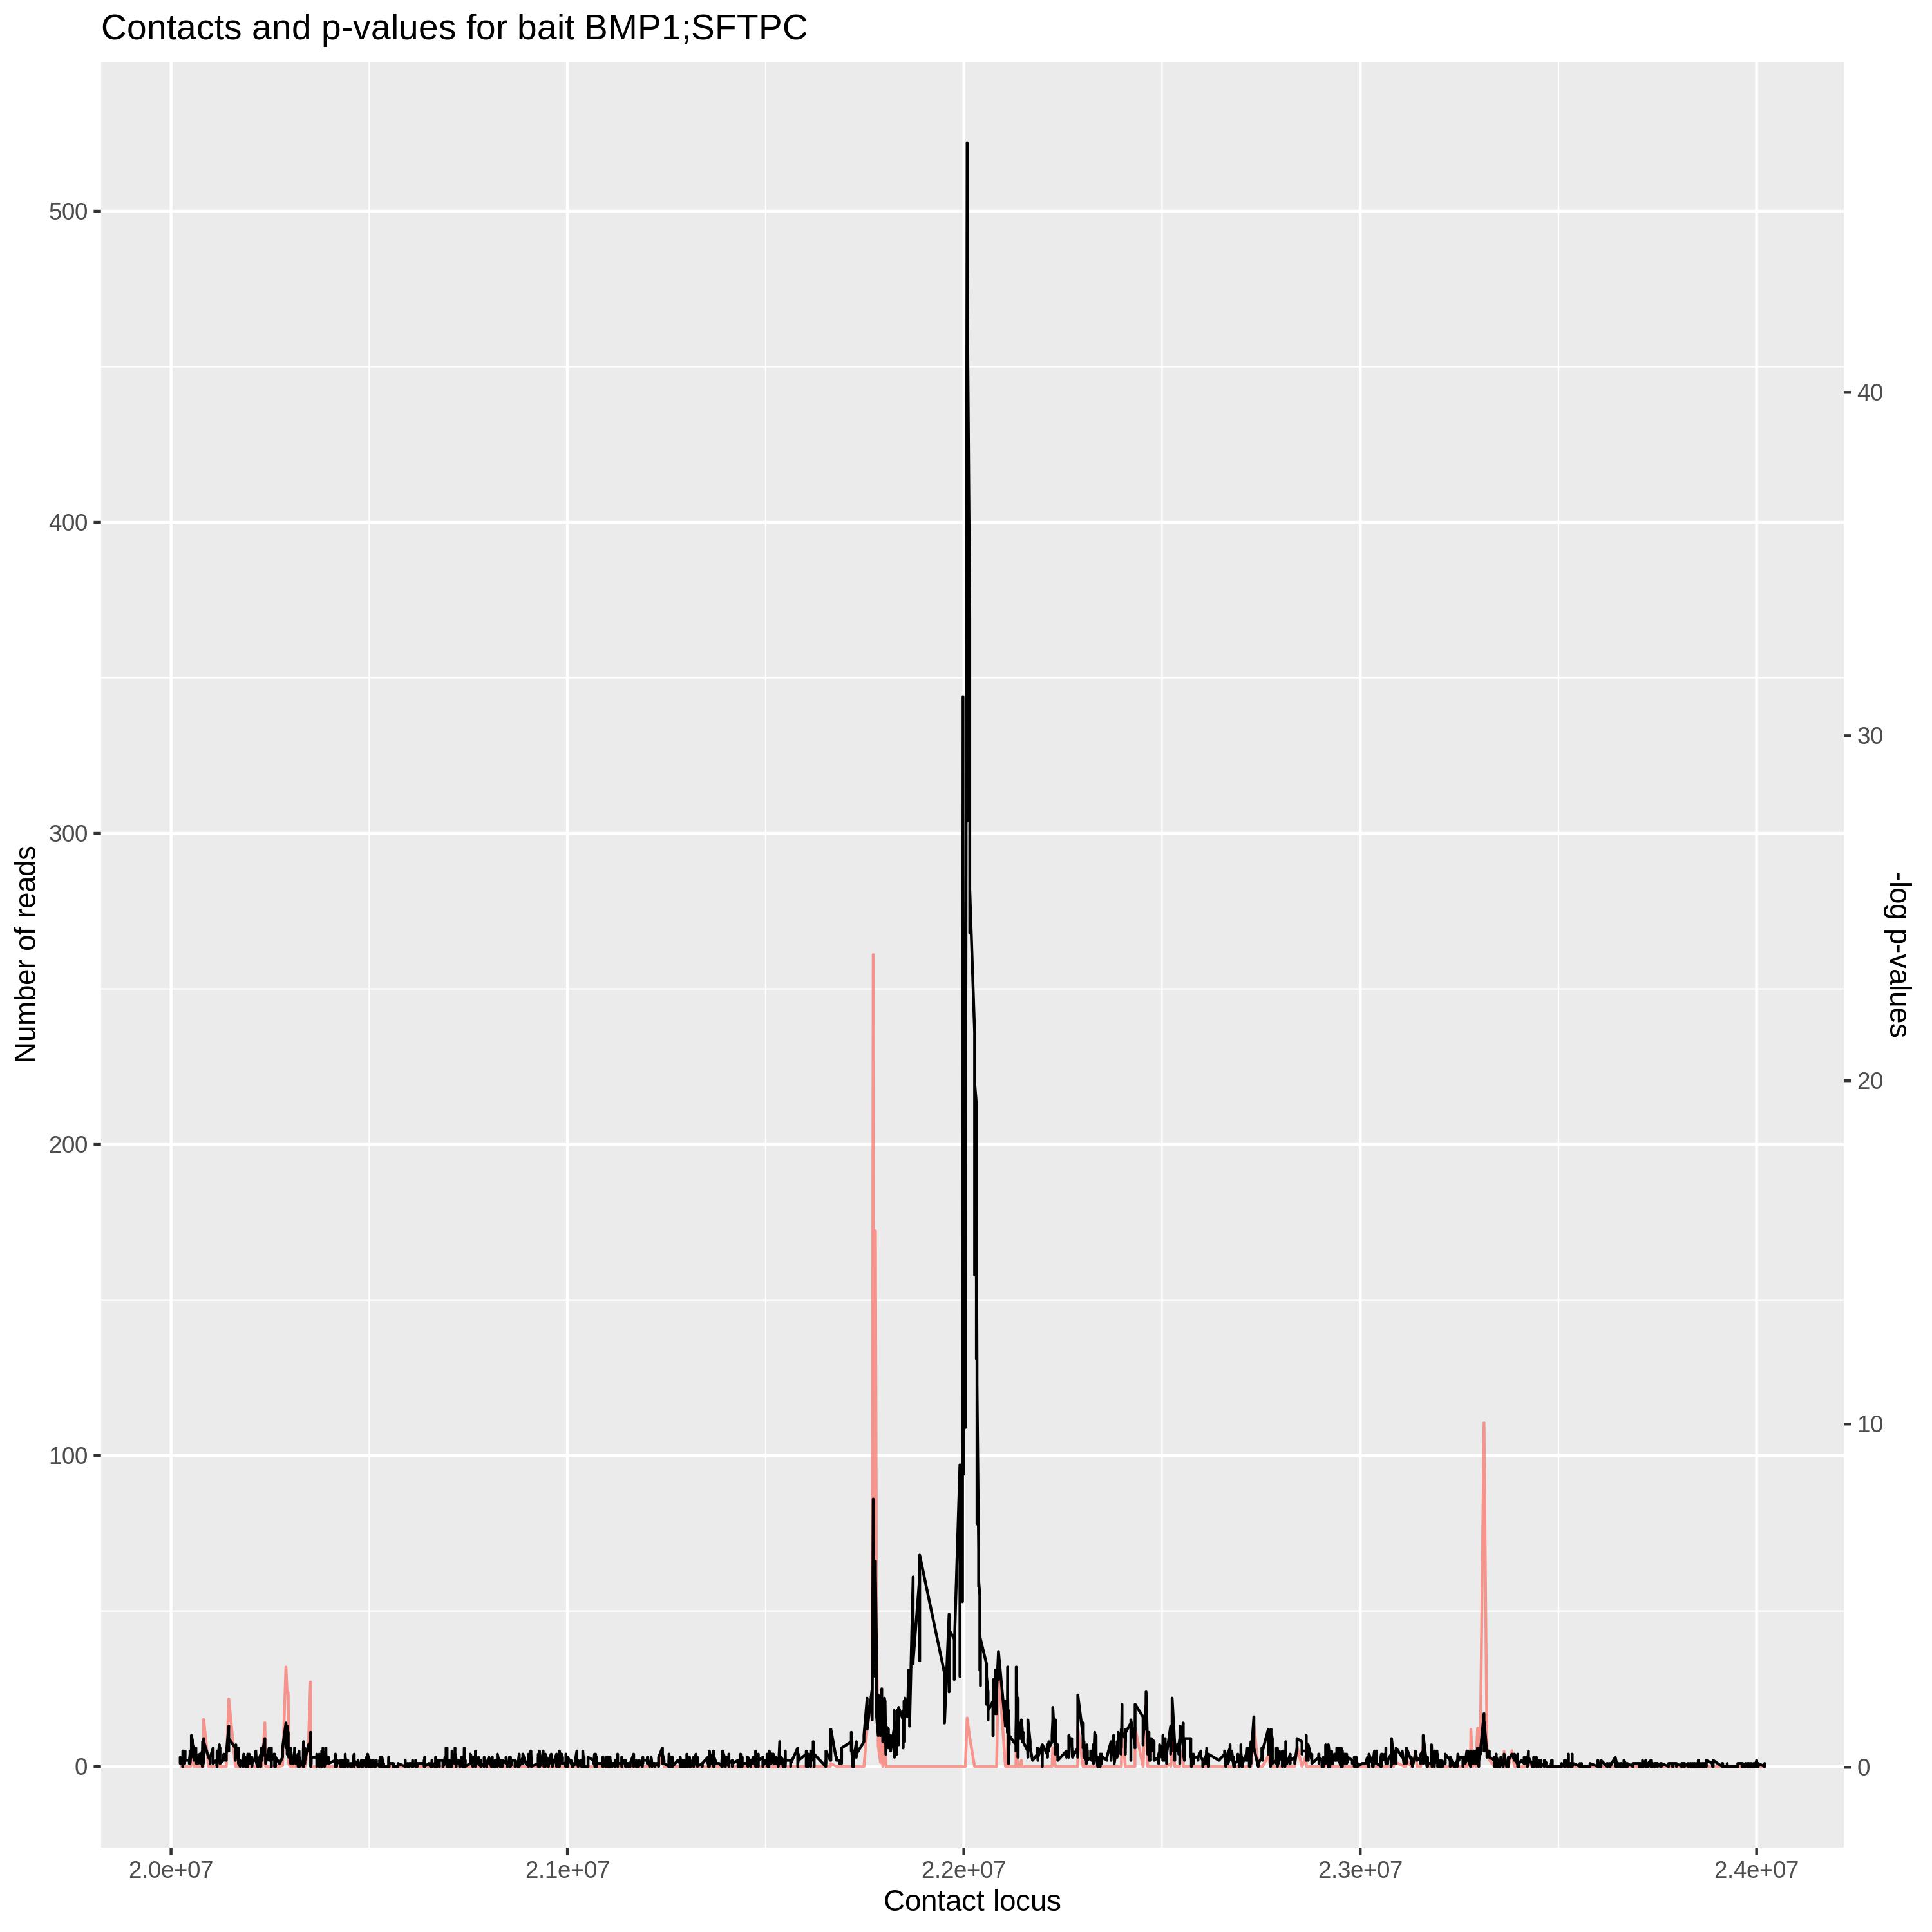 Contacts and p-values for bait BMP1;SFTPC
500
400
300
200
100
0
Number of reads
40
30
20
10
0
-log p-values
2.0e+07
2.1e+07
2.2e+07
2.3e+07
2.4e+07
Contact locus